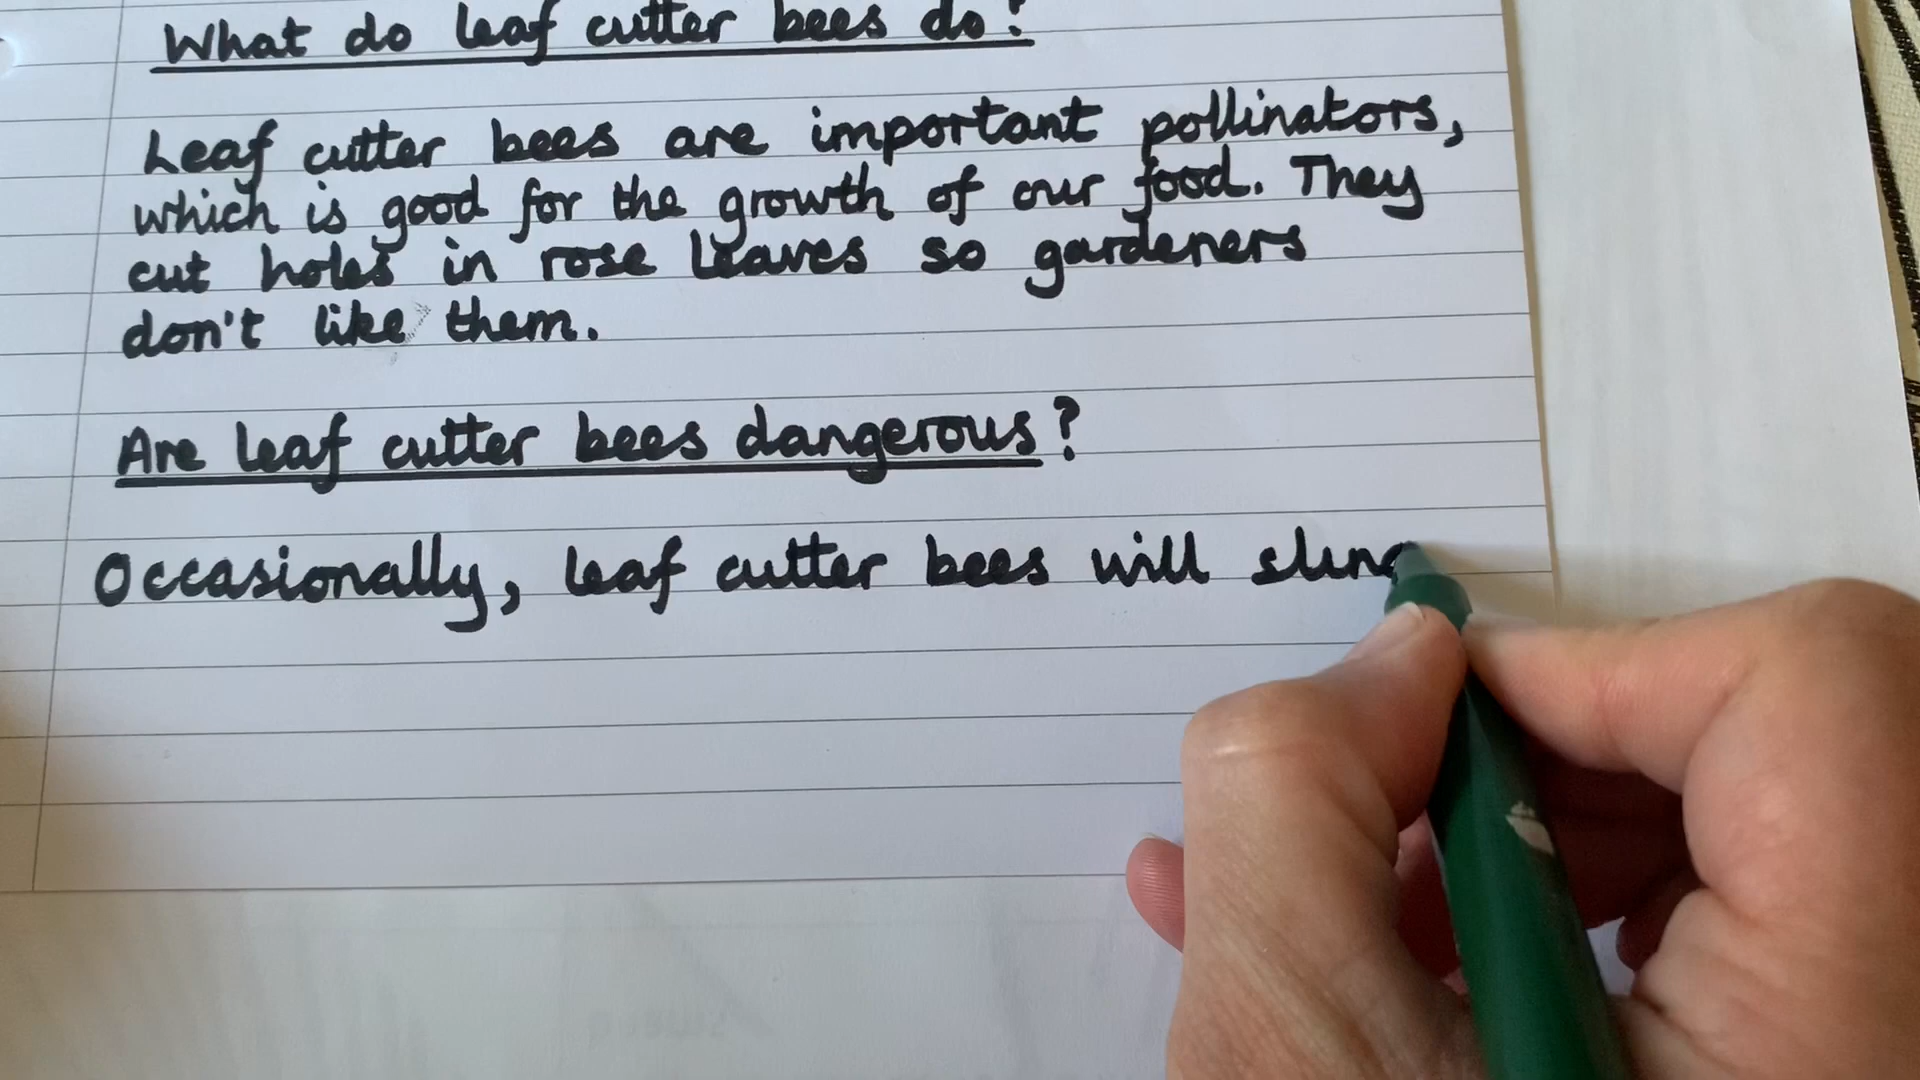 What do leaf cutter bees do?
Leaf cutter bees are important pollinators,
which is good for the growth of our food. They
cut holes in rose leaves so gardeners
don't like them.
Are leaf cutter bees dangerous?
Occasionally, leaf cutter bees will